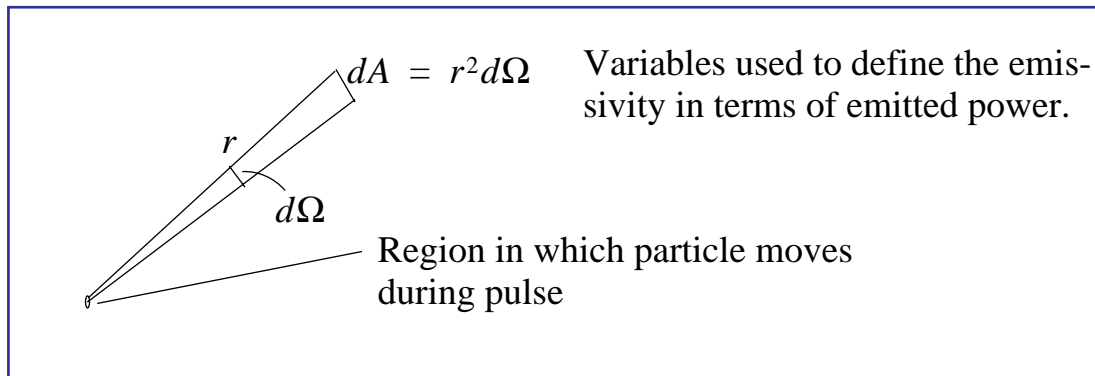 dA = r²dΩ
Variables used to define the emis-
sivity in terms of emitted power.
r
dΩ
Region in which particle moves
during pulse